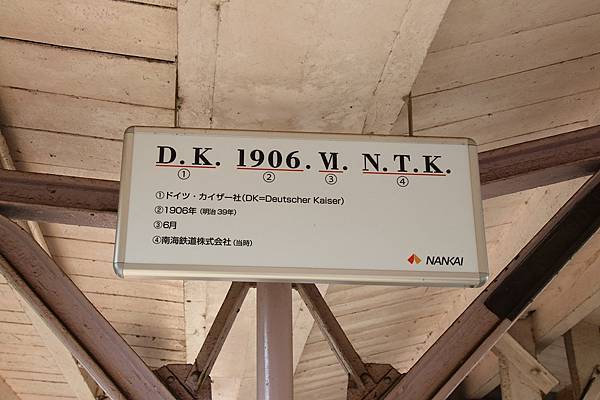 D.K. 1906.Ⅵ. N.T.K.
① ② ③ ④
①ドイツ・カイザー社(DK=Deutscher Kaiser)
②1906年(明治39年)
③6月
④南海鉄道株式会社(当時)
NANKAI